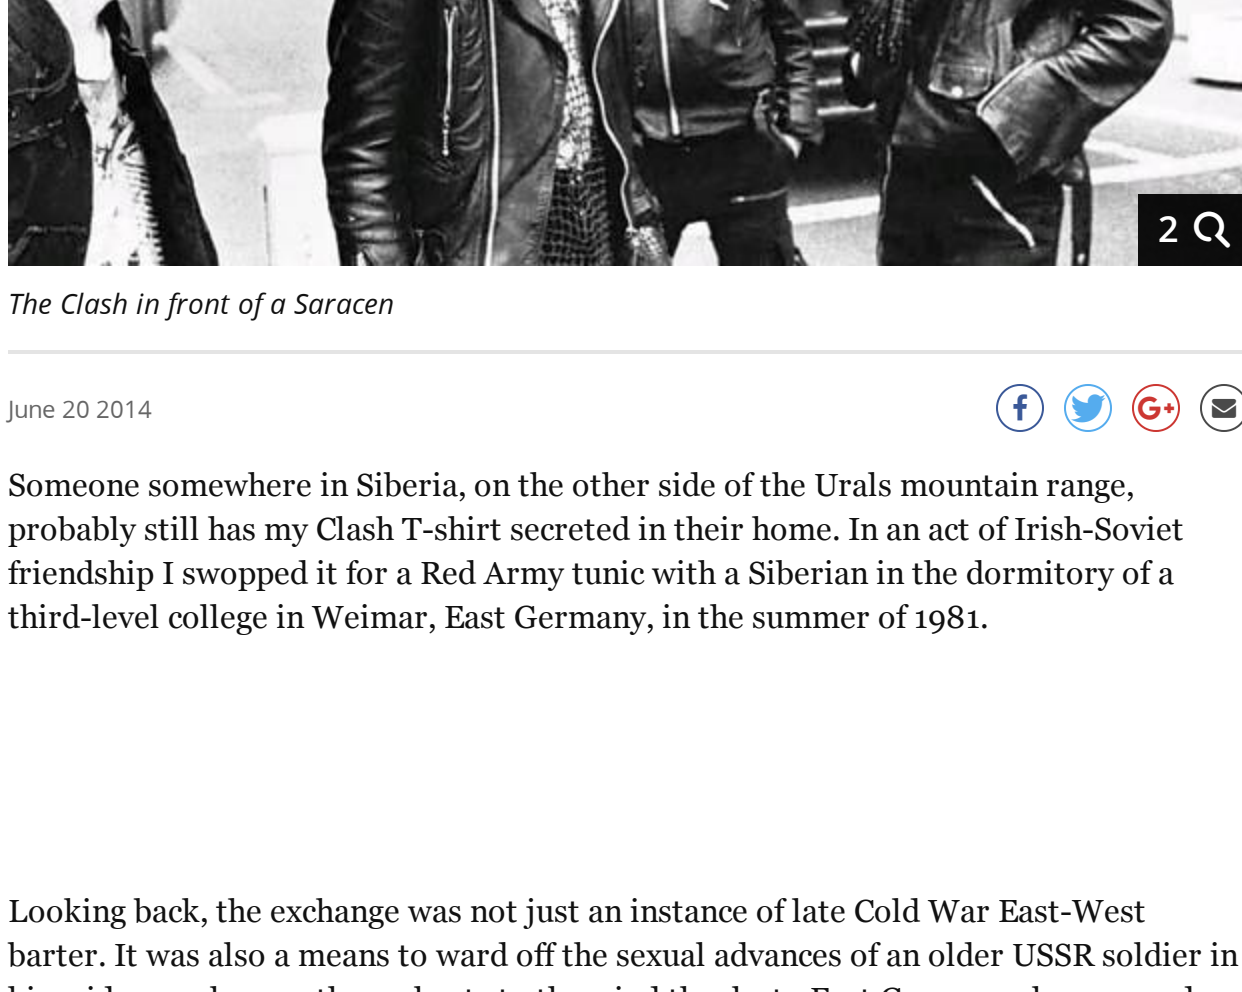 2
The Clash in front of a Saracen
June 20 2014
Someone somewhere in Siberia, on the other side of the Urals mountain range,
probably still has my Clash T-shirt secreted in their home. In an act of Irish-Soviet
friendship I swopped it for a Red Army tunic with a Siberian in the dormitory of a
third-level college in Weimar, East Germany, in the summer of 1981.
Looking back, the exchange was not just an instance of late Cold War East-West
barter. It was also a means to ward off the sexual advances of an older USSR soldier in